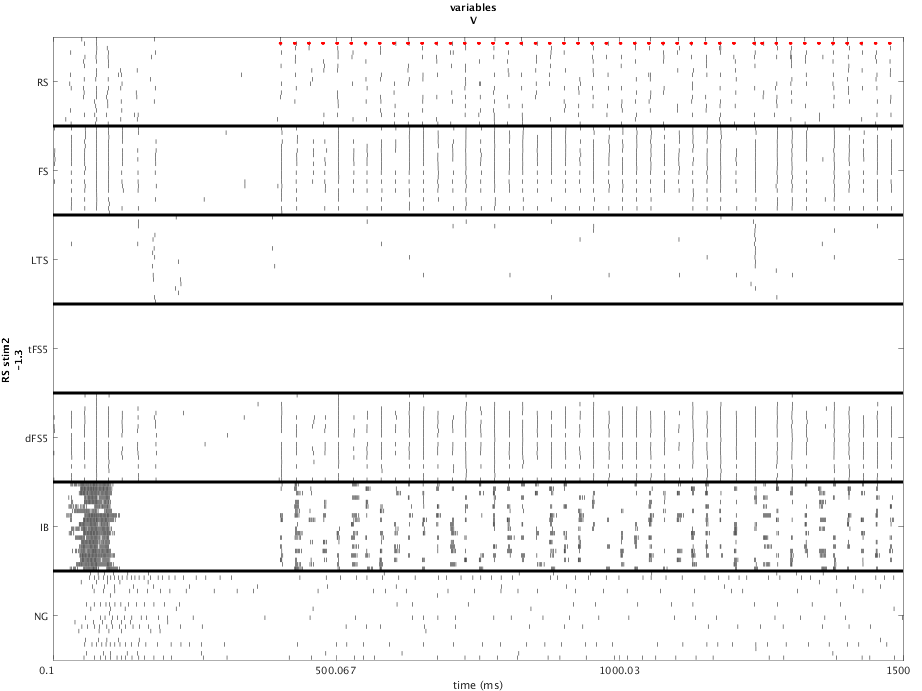 variables
V
RS
FS
LTS
tFS5
dFS5
IB
NG
RS stim2
-1.3
0.1
500.067
1000.03
1500
time (ms)